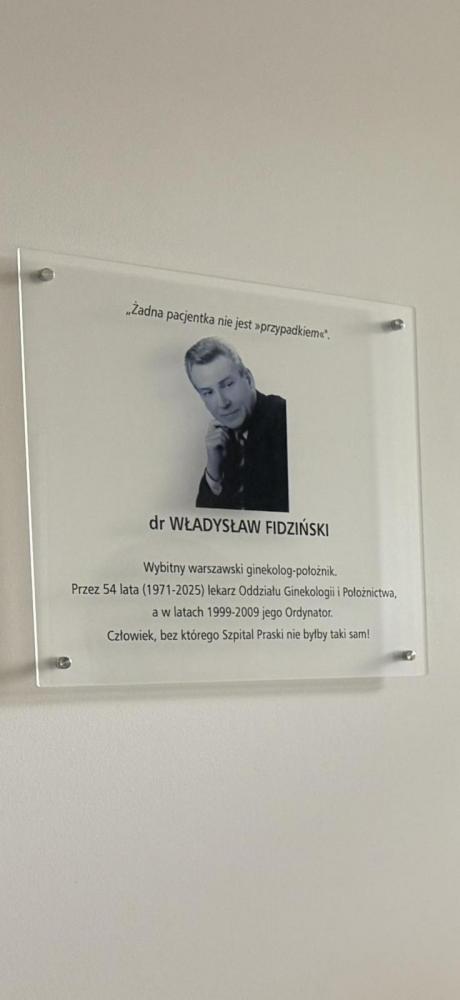 „Żadna pacjentka nie jest »przypadkiem«”.
dr WŁADYSŁAW FIDZIŃSKI
Wybitny warszawski ginekolog-położnik.
Przez 54 lata (1971-2025) lekarz Oddziału Ginekologii i Położnictwa,
a w latach 1999-2009 jego Ordynator.
Człowiek, bez którego Szpital Praski nie byłby taki sam!